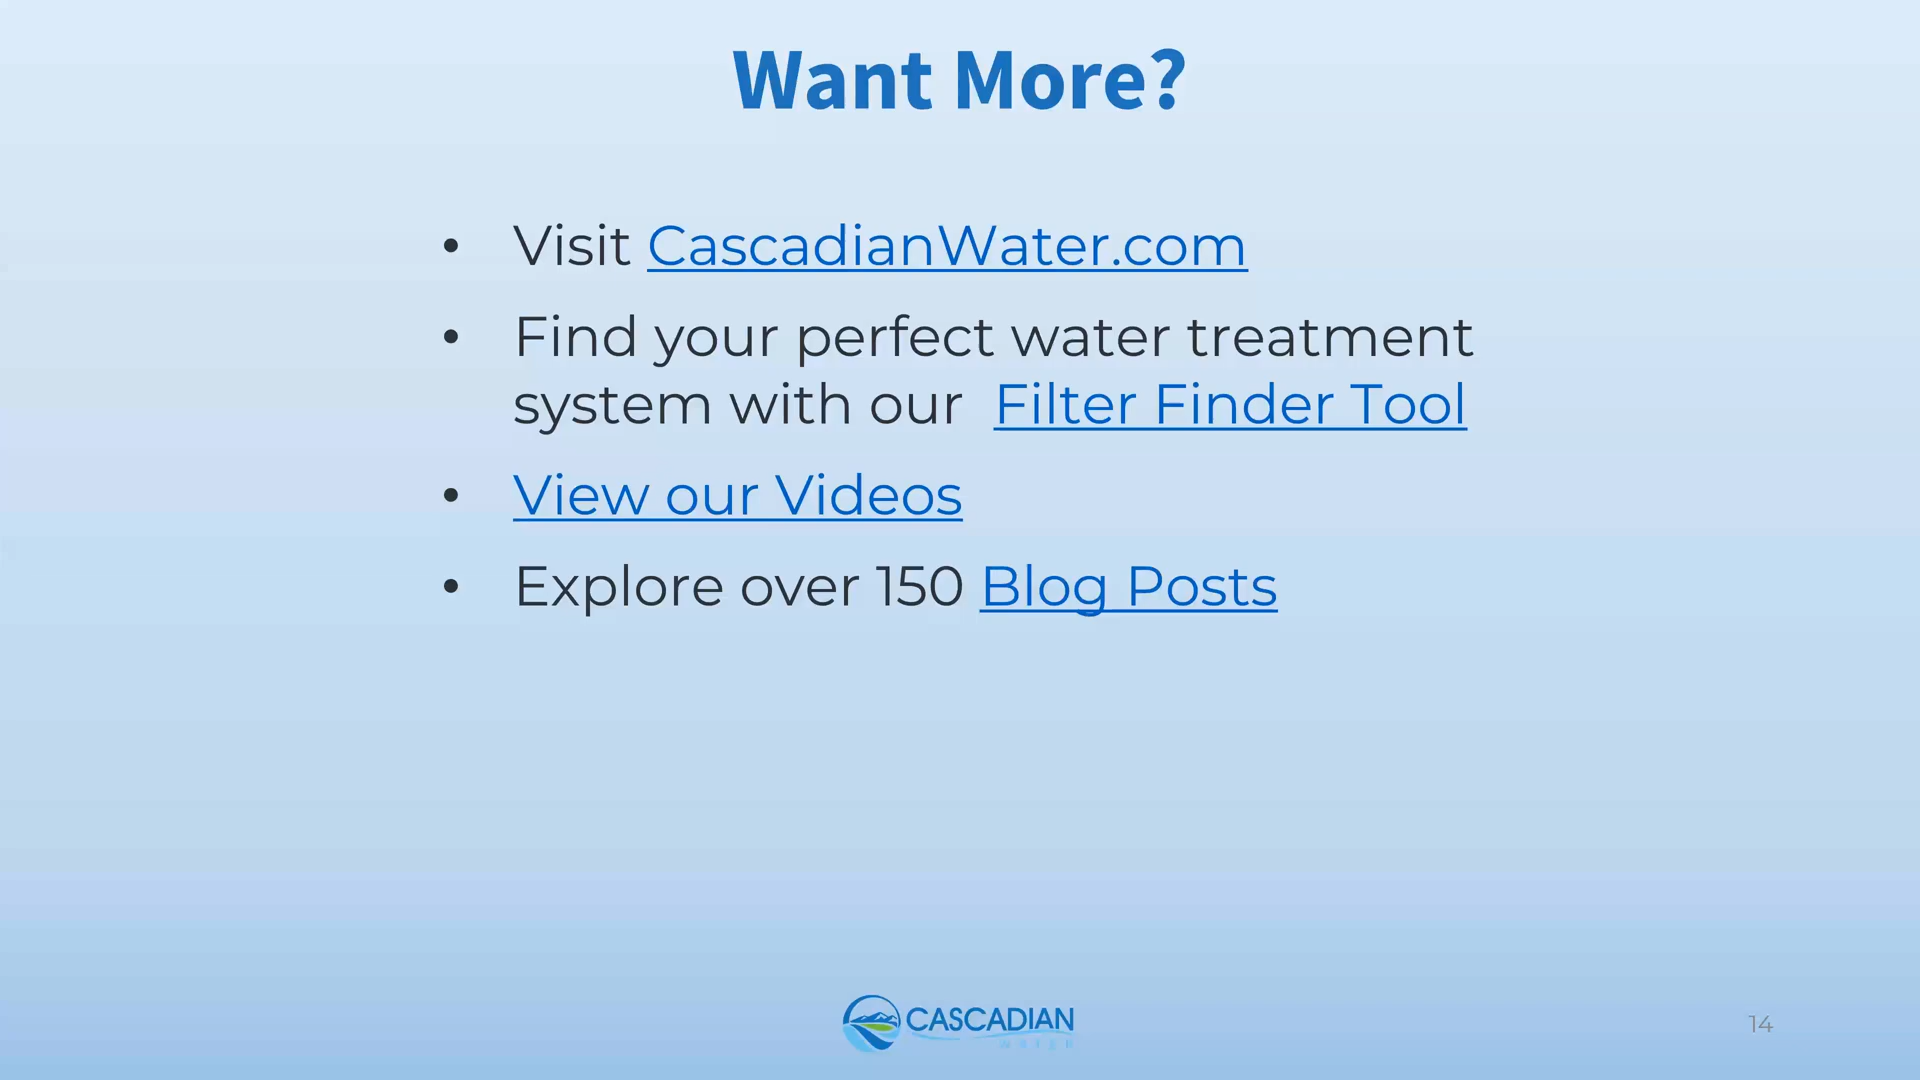 Want More?
• Visit CascadianWater.com
• Find your perfect water treatment
system with our Filter Finder Tool
• View our Videos
• Explore over 150 Blog Posts
CASCADIAN
WATER
14